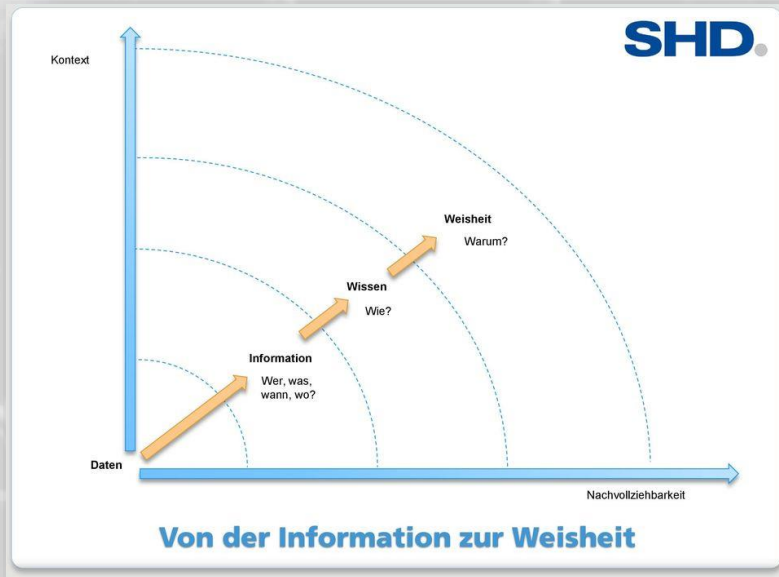 SHD
Kontext
Weisheit
Warum?
Wissen
Wie?
Information
Wer, was,
wann, wo?
Daten
Nachvollziehbarkeit
Von der Information zur Weisheit